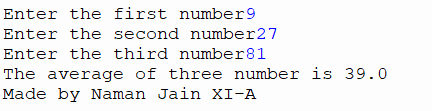 Enter the first number9
Enter the second number27
Enter the third number81
The average of three number is 39.0
Made by Naman Jain XI-A